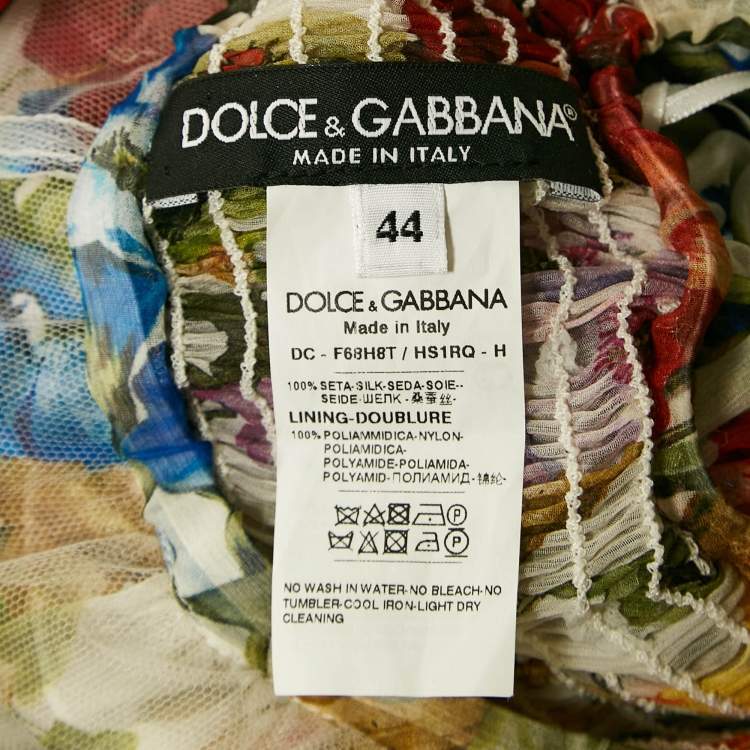 DOLCE & GABBANA®
MADE IN ITALY
44
DOLCE & GABBANA
Made in Italy
DC - F68H8T / HS1RQ - H
100% SETA-SILK-SEDA-SOIE--
SEIDE-ШЕЛК-桑蚕丝-
LINING-DOUBLURE
100% POLIAMMIDICA-NYLON-
POLIAMIDICA-
POLYAMIDE-POLIAMIDA-
POLYAMID-ПОЛИАМИД-锦纶-
P
P
NO WASH IN WATER-NO BLEACH-NO
TUMBLER-COOL IRON-LIGHT DRY
CLEANING